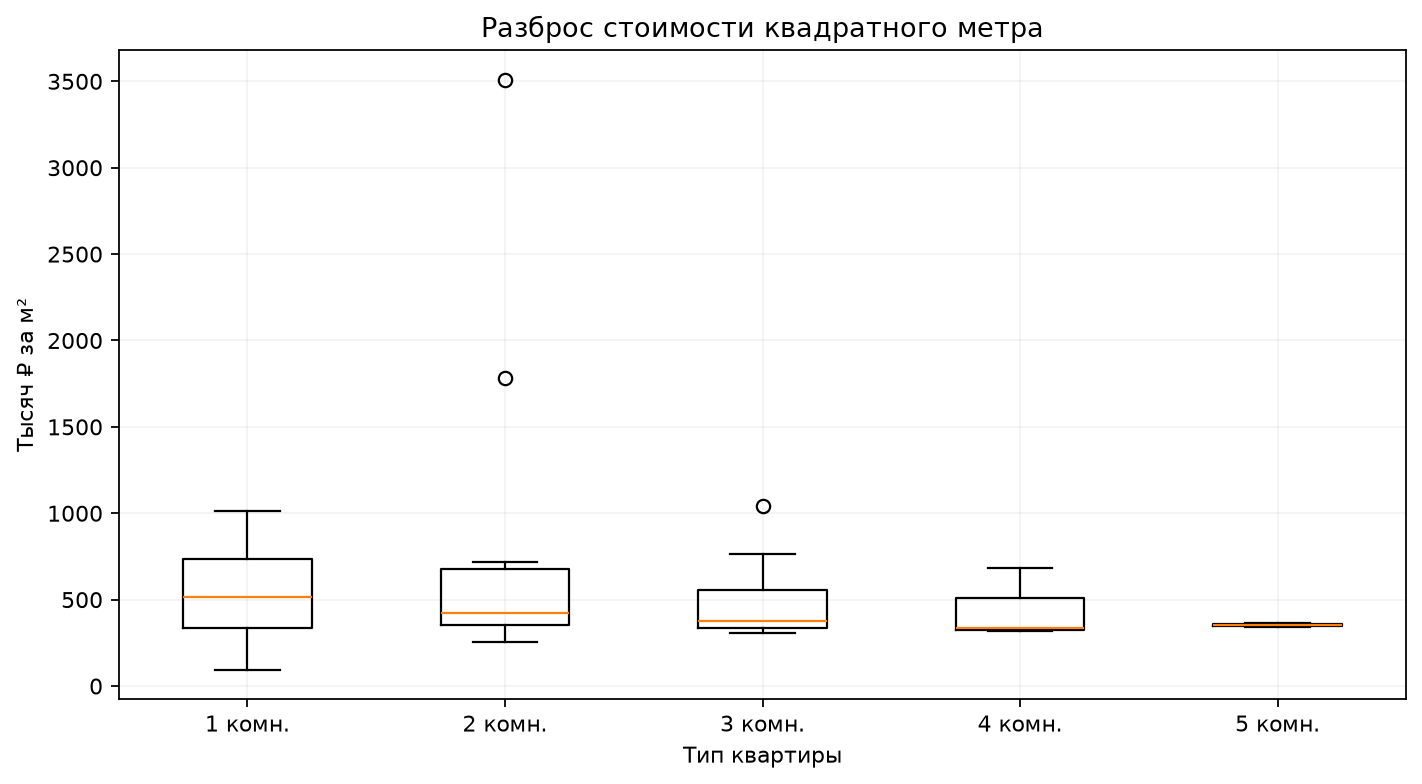 Разброс стоимости квадратного метра
Тысяч ₽ за м²
3500
3000
2500
2000
1500
1000
500
0
1 комн.
2 комн.
3 комн.
4 комн.
5 комн.
Тип квартиры